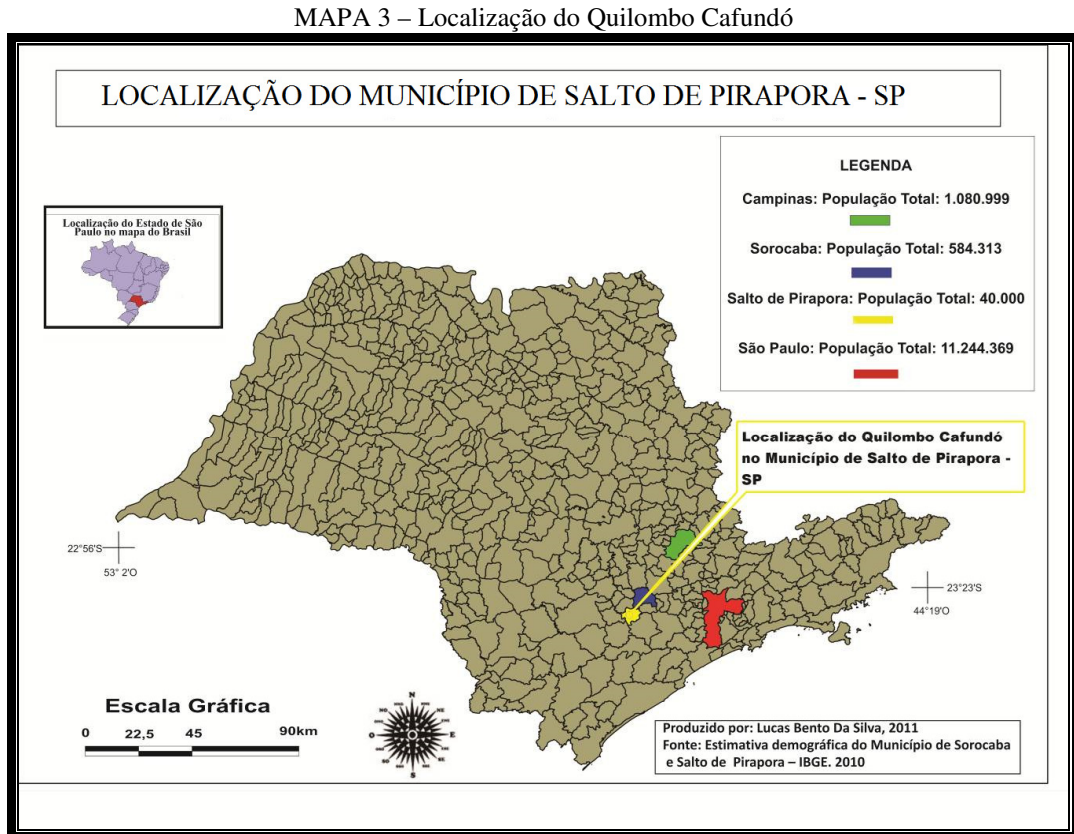 MAPA 3 – Localização do Quilombo Cafundó
LOCALIZAÇÃO DO MUNICÍPIO DE SALTO DE PIRAPORA - SP
LEGENDA
Campinas: População Total: 1.080.999
Sorocaba: População Total: 584.313
Salto de Pirapora: População Total: 40.000
São Paulo: População Total: 11.244.369
Localização do Estado de São
Paulo no mapa do Brasil
Localização do Quilombo Cafundó
no Município de Salto de Pirapora -
SP
22°56'S
53° 2'O
23°23'S
44°19'O
Escala Gráfica
0 22,5 45 90km
N
NO NE
O E
S
Produzido por: Lucas Bento Da Silva, 2011
Fonte: Estimativa demográfica do Município de Sorocaba
e Salto de Pirapora – IBGE. 2010